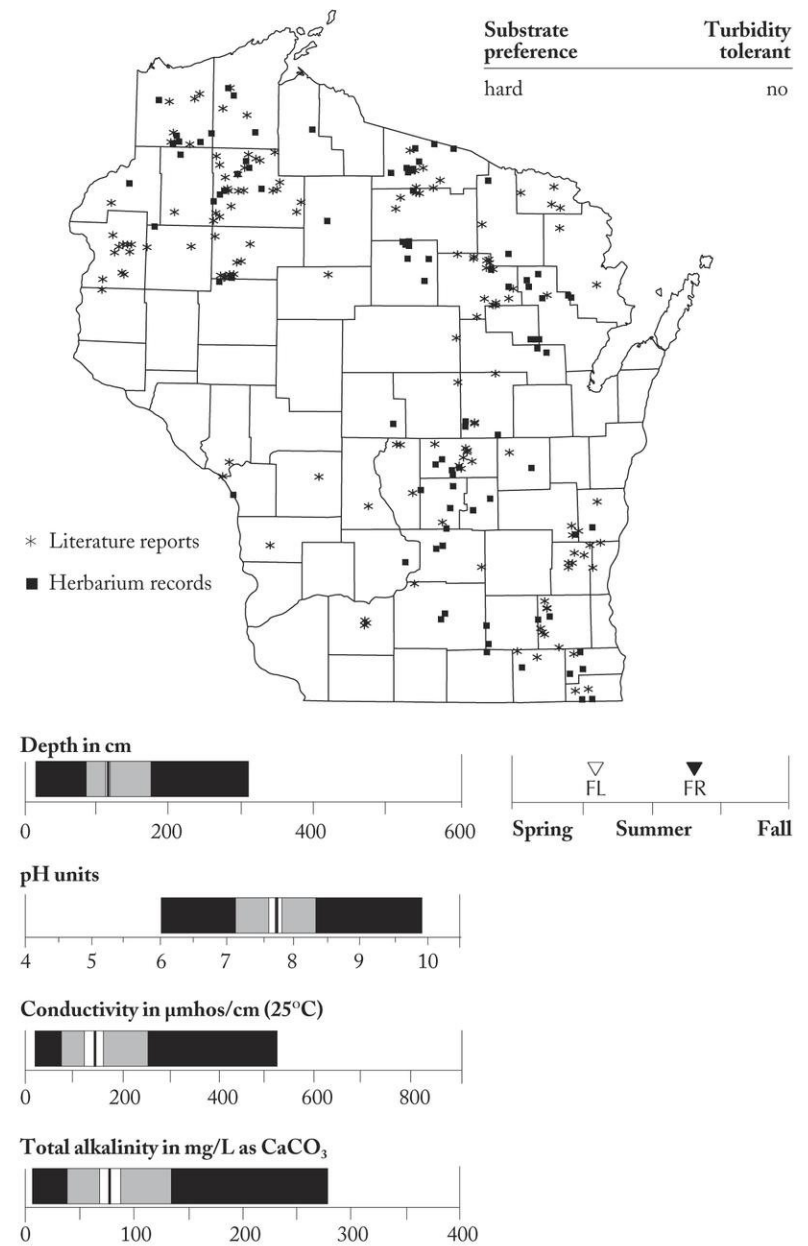 Substrate preference Turbidity tolerant
hard no
* Literature reports
■ Herbarium records
Depth in cm
0 200 400 600
FL FR
Spring Summer Fall
pH units
4 5 6 7 8 9 10
Conductivity in µmhos/cm (25°C)
0 200 400 600 800
Total alkalinity in mg/L as CaCO₃
0 100 200 300 400